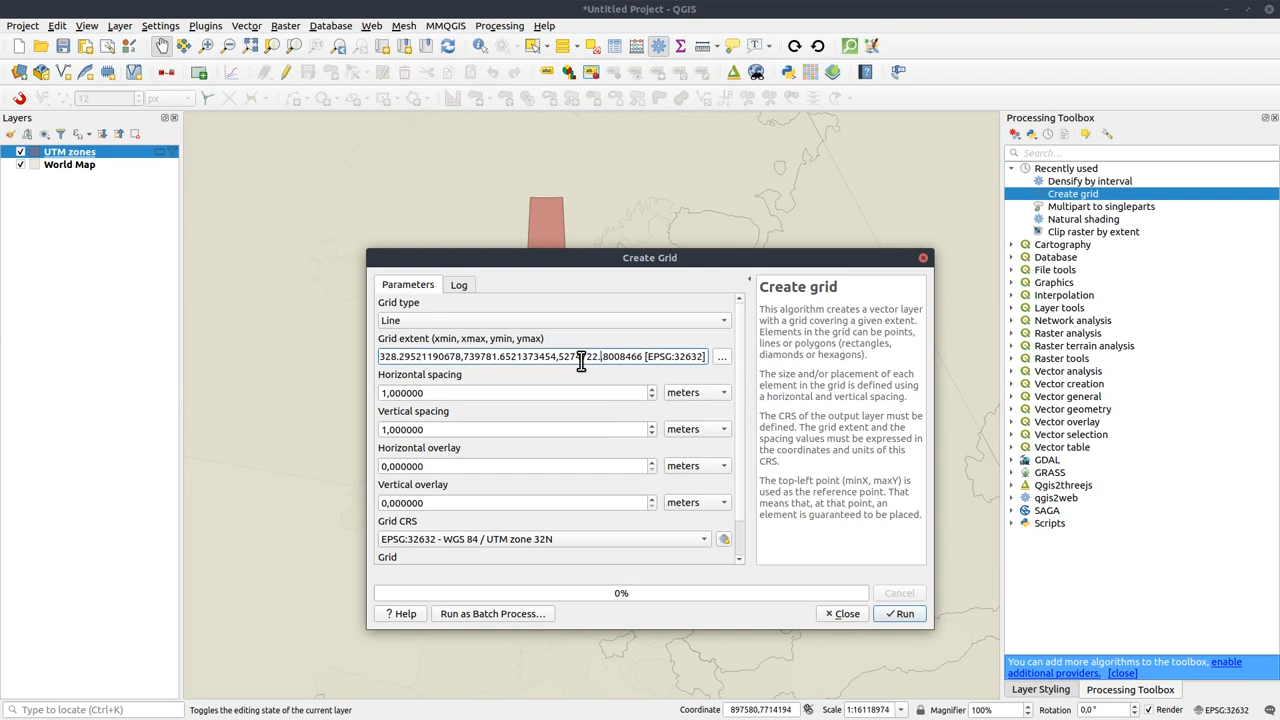 *Untitled Project - QGIS
Project Edit View Layer Settings Plugins Vector Raster Database Web Mesh MMQGIS Processing Help
12 px
Layers
UTM zones
World Map
Processing Toolbox
Search...
Recently used
Densify by interval
Create grid
Multipart to singleparts
Natural shading
Clip raster by extent
Cartography
Database
File tools
Graphics
Interpolation
Layer tools
Network analysis
Raster analysis
Raster terrain analysis
Raster tools
Vector analysis
Vector creation
Vector general
Vector geometry
Vector overlay
Vector selection
Vector table
GDAL
GRASS
Qgis2threejs
qgis2web
SAGA
Scripts
You can add more algorithms to the toolbox, enable
additional providers. [close]
Layer Styling Processing Toolbox
Create Grid
Parameters Log
Grid type
Line
Grid extent (xmin, xmax, ymin, ymax)
328.29521190678,739781.6521373454, 8008466 [EPSG:32632] …
Horizontal spacing
1,000000 meters
Vertical spacing
1,000000 meters
Horizontal overlay
0,000000 meters
Vertical overlay
0,000000 meters
Grid CRS
EPSG:32632 - WGS 84 / UTM zone 32N
Grid
Create grid
This algorithm creates a vector layer
with a grid covering a given extent.
Elements in the grid can be points,
lines or polygons (rectangles,
diamonds or hexagons).
The size and/or placement of each
element in the grid is defined using
a horizontal and vertical spacing.
The CRS of the output layer must be
defined. The grid extent and the
spacing values must be expressed in
the coordinates and units of this
CRS.
The top-left point (minX, maxY) is
used as the reference point. That
means that, at that point, an
element is guaranteed to be placed.
0% Cancel
Help Run as Batch Process… Close Run
Type to locate (Ctrl+K) Toggles the editing state of the current layer Coordinate 897580,7714194 Scale 1:16118974 Magnifier 100% Rotation 0,0° Render EPSG:32632